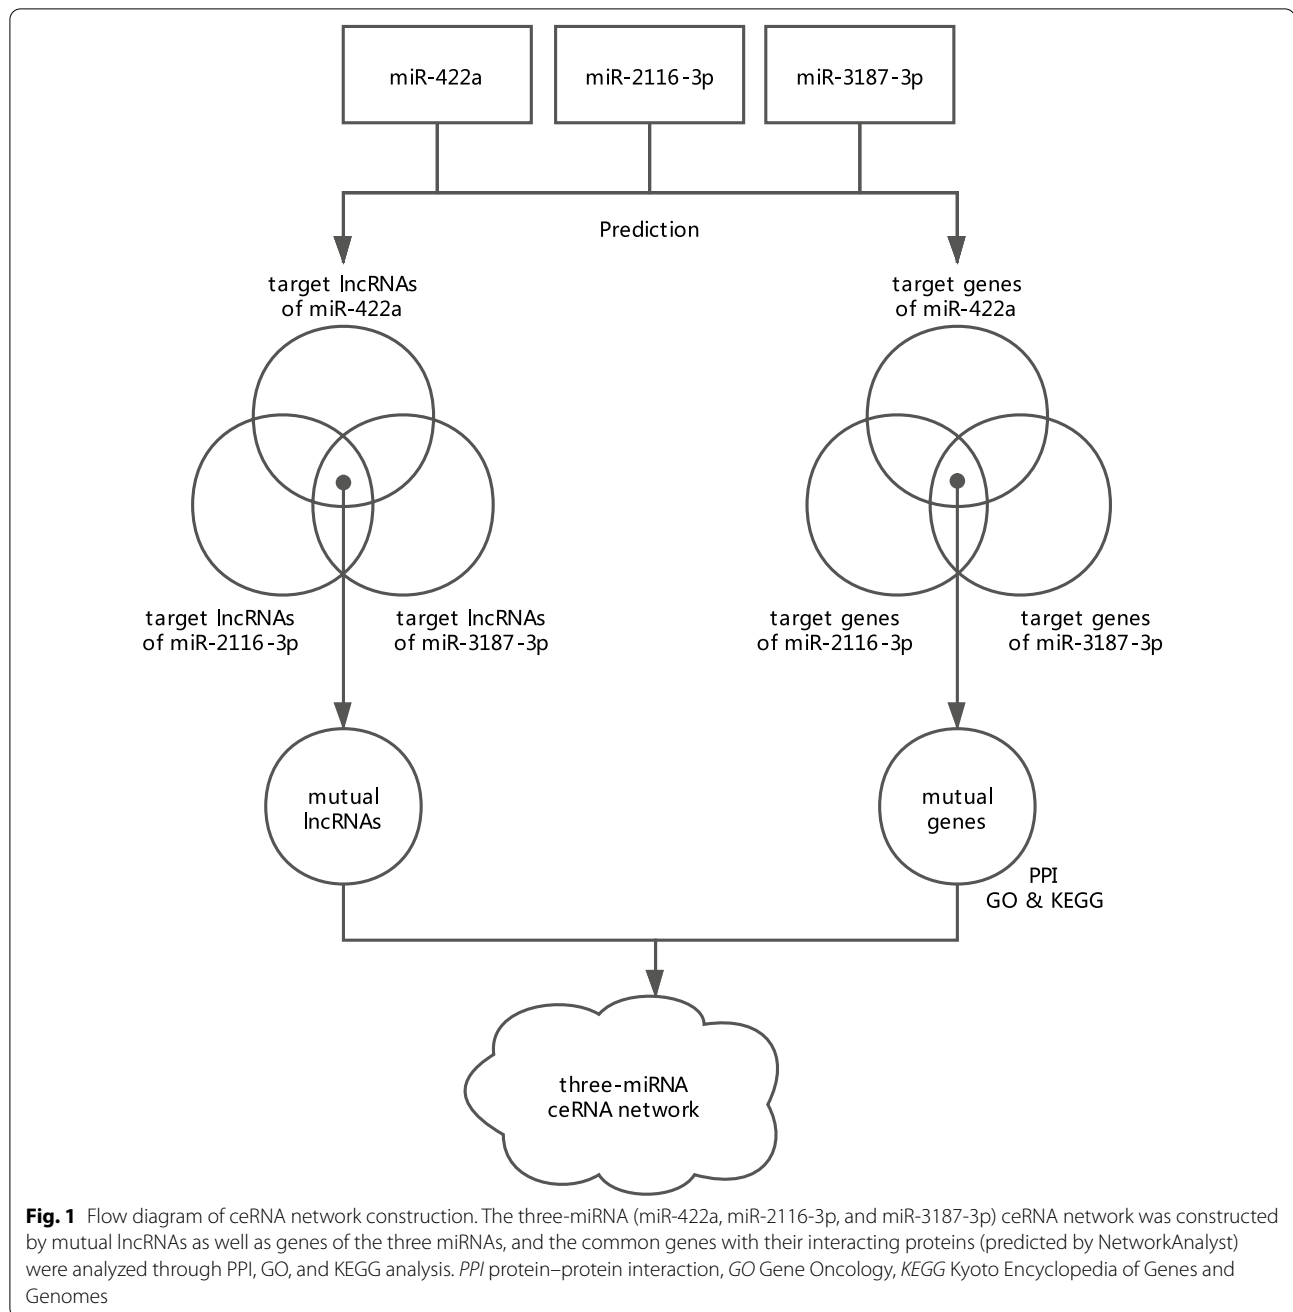 miR-422a
miR-2116-3p
miR-3187-3p
Prediction
target lncRNAs
of miR-422a
target genes
of miR-422a
target lncRNAs
of miR-2116-3p
target lncRNAs
of miR-3187-3p
target genes
of miR-2116-3p
target genes
of miR-3187-3p
mutual
lncRNAs
mutual
genes
PPI
GO & KEGG
three-miRNA
ceRNA network
Fig. 1 Flow diagram of ceRNA network construction. The three-miRNA (miR-422a, miR-2116-3p, and miR-3187-3p) ceRNA network was constructed
by mutual lncRNAs as well as genes of the three miRNAs, and the common genes with their interacting proteins (predicted by NetworkAnalyst)
were analyzed through PPI, GO, and KEGG analysis. PPI protein–protein interaction, GO Gene Oncology, KEGG Kyoto Encyclopedia of Genes and
Genomes